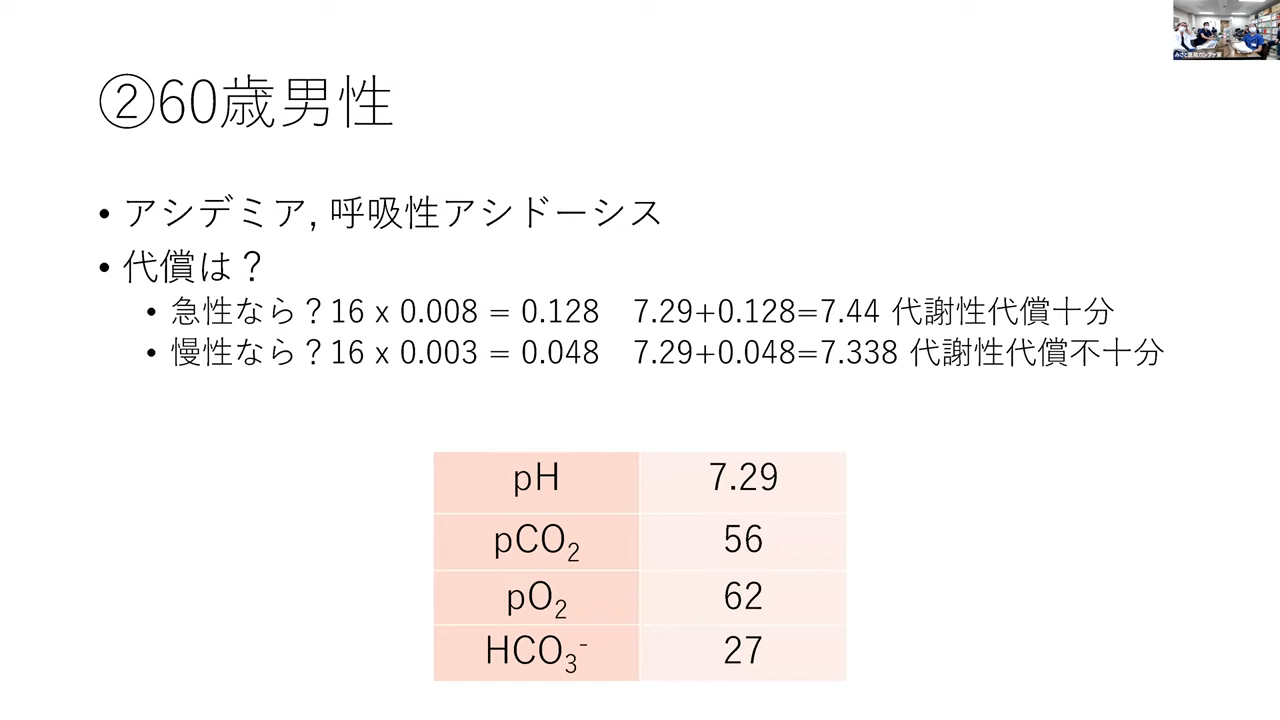 ②60歳男性
• アシデミア, 呼吸性アシドーシス
• 代償は？
• 急性なら？16 x 0.008 = 0.128 7.29+0.128=7.44 代謝性代償十分
• 慢性なら？16 x 0.003 = 0.048 7.29+0.048=7.338 代謝性代償不十分
pH 7.29
pCO₂ 56
pO₂ 62
HCO₃⁻ 27